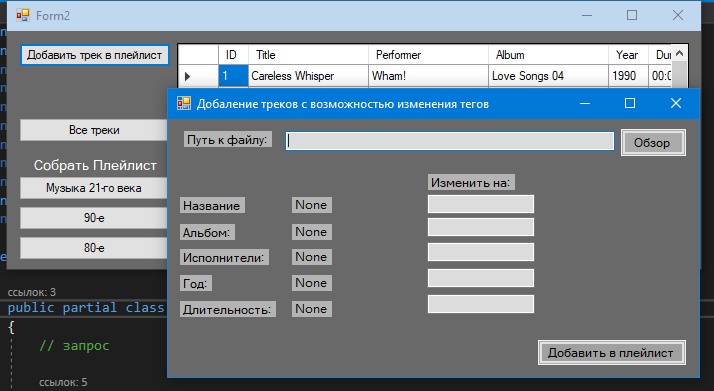 Form2
Добавить трек в плейлист
ID Title Performer Album Year
1 Careless Whisper Wham! Love Songs 04 1990
Добаление треков с возможностью изменения тегов
Путь к файлу:
Обзор
Все треки
Собрать Плейлист
Музыка 21-го века
90-е
80-е
Изменить на:
Название None
Альбом: None
Исполнители: None
Год: None
Длительность: None
Добавить в плейлист
ссылок: 3
public partial class
{
// запрос
ссылок: 5